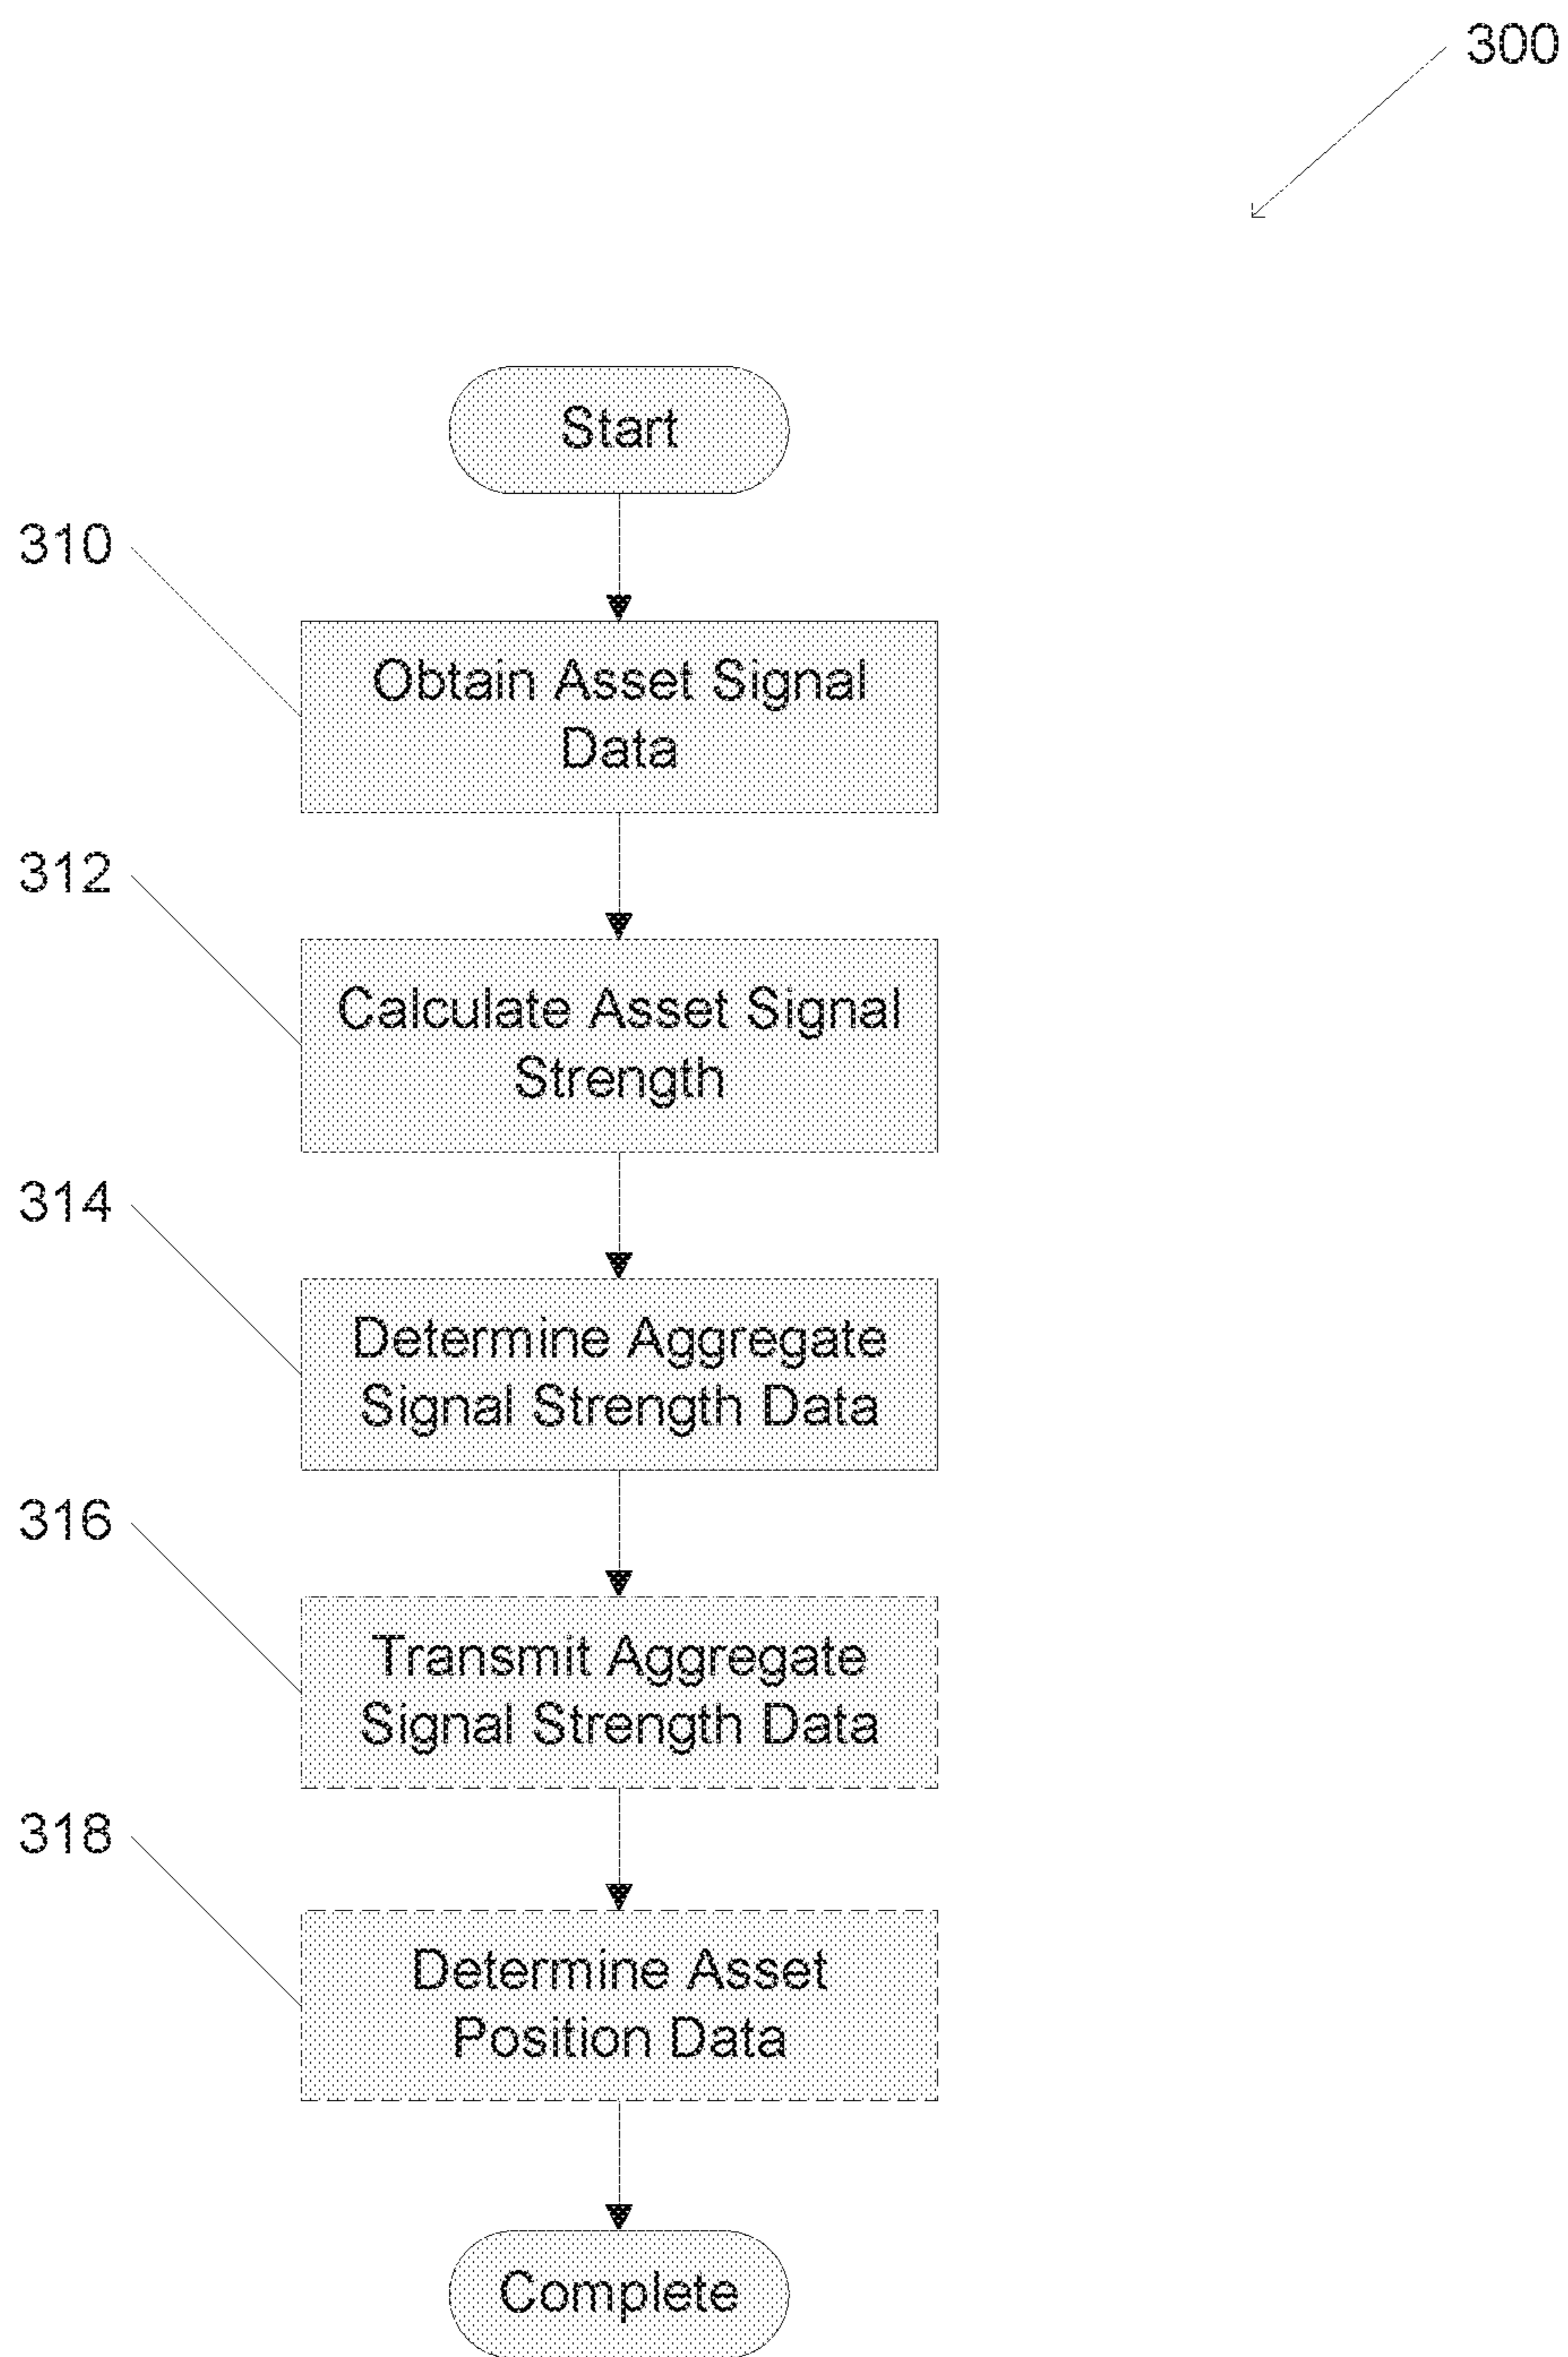 300
Start
310
Obtain Asset Signal
Data
312
Calculate Asset Signal
Strength
314
Determine Aggregate
Signal Strength Data
316
Transmit Aggregate
Signal Strength Data
318
Determine Asset
Position Data
Complete